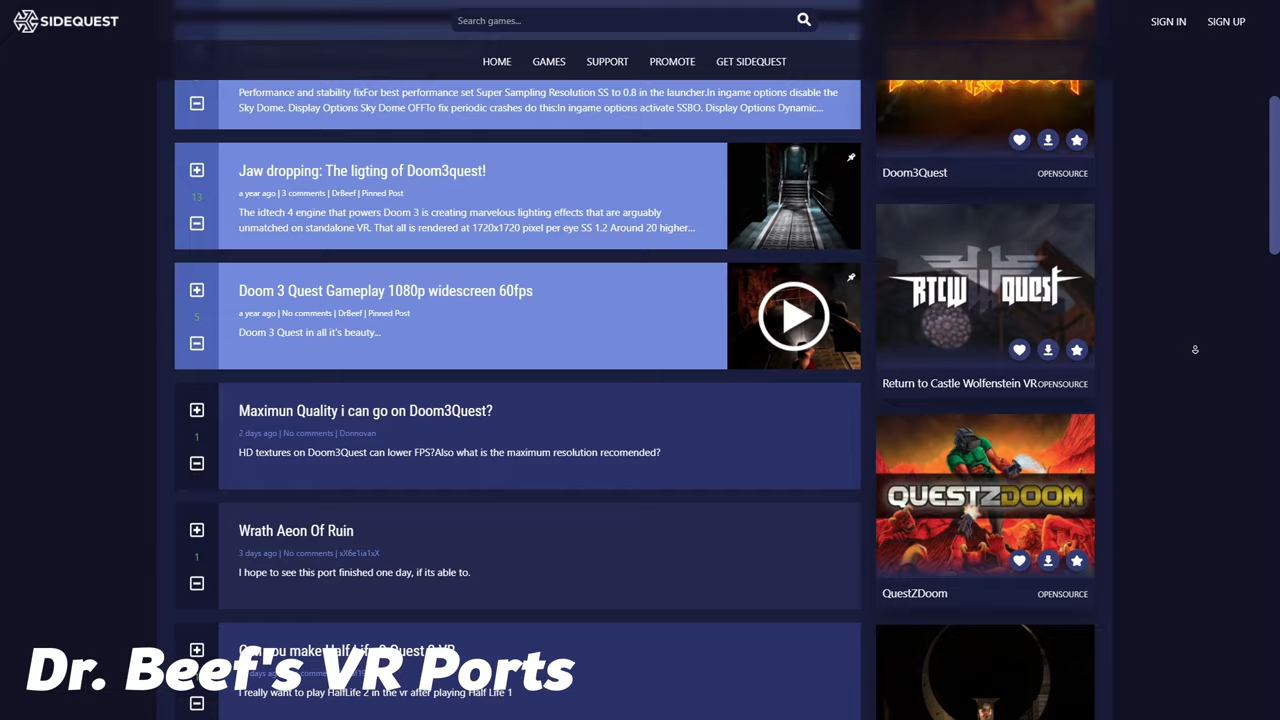 SIDEQUEST
Search games...
SIGN IN
SIGN UP
HOME
GAMES
SUPPORT
PROMOTE
GET SIDEQUEST
Performance and stability fixFor best performance set Super Sampling Resolution SS to 0.8 in the launcher.In ingame options disable the
Sky Dome. Display Options Sky Dome OFFTo fix periodic crashes do this:In ingame options activate SSBO. Display Options Dynamic...
Jaw dropping: The ligting of Doom3quest!
a year ago | 3 comments | DrBeef | Pinned Post
13
The idtech 4 engine that powers Doom 3 is creating marvelous lighting effects that are arguably
unmatched on standalone VR. That all is rendered at 1720x1720 pixel per eye SS 1.2 Around 20 higher...
Doom 3 Quest Gameplay 1080p widescreen 60fps
a year ago | No comments | DrBeef | Pinned Post
5
Doom 3 Quest in all it's beauty...
Maximun Quality i can go on Doom3Quest?
2 days ago | No comments | Donnovan
1
HD textures on Doom3Quest can lower FPS?Also what is the maximum resolution recomended?
Wrath Aeon Of Ruin
3 days ago | No comments | xX6e1ia1xX
1
I hope to see this port finished one day, if its able to.
I really want to play HalfLife 2 in the vr after playing Half Life 1
Doom3Quest
OPENSOURCE
RTCW QUEST
Return to Castle Wolfenstein VR
OPENSOURCE
QUESTZDOOM
QuestZDoom
OPENSOURCE
Dr. Beef's VR Ports